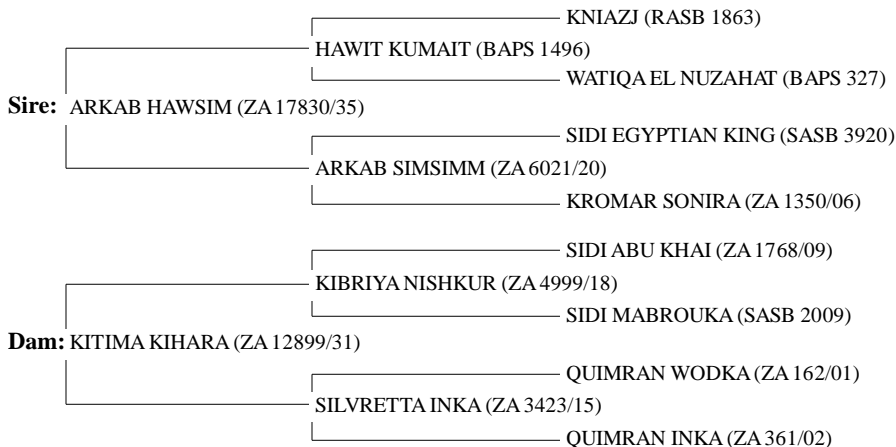 KNIAZJ (RASB 1863)
HAWIT KUMAIT (BAPS 1496)
WATIQA EL NUZAHAT (BAPS 327)
Sire: ARKAB HAWSIM (ZA 17830/35)
SIDI EGYPTIAN KING (SASB 3920)
ARKAB SIMSIMM (ZA 6021/20)
KROMAR SONIRA (ZA 1350/06)
SIDI ABU KHAI (ZA 1768/09)
KIBRIYA NISHKUR (ZA 4999/18)
SIDI MABROUKA (SASB 2009)
Dam: KITIMA KIHARA (ZA 12899/31)
QUIMRAN WODKA (ZA 162/01)
SILVRETTA INKA (ZA 3423/15)
QUIMRAN INKA (ZA 361/02)